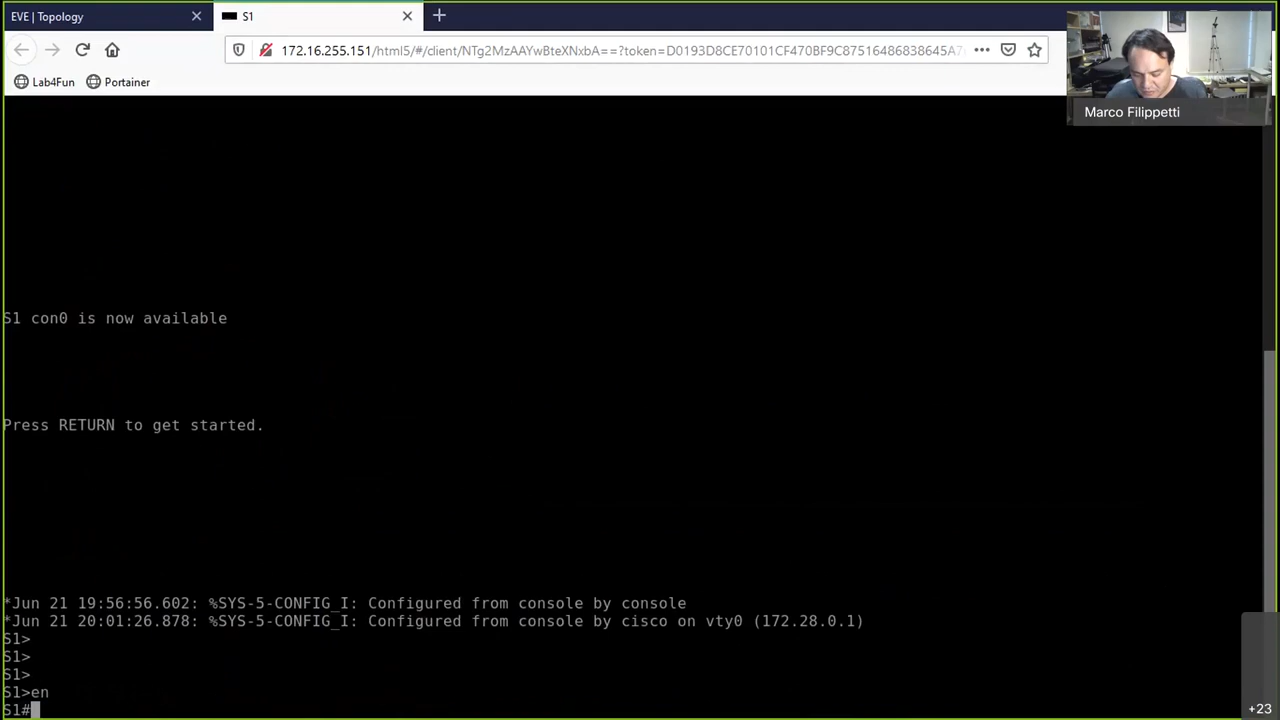 EVE | Topology
S1
172.16.255.151/html5/#/client/NTg2MzAAYwBteXNxbA==?token=D0193D8CE70101CF470BF9C87516486838645A7
Lab4Fun
Portainer
Marco Filippetti
S1 con0 is now available
Press RETURN to get started.
*Jun 21 19:56:56.602: %SYS-5-CONFIG_I: Configured from console by console
*Jun 21 20:01:26.878: %SYS-5-CONFIG_I: Configured from console by cisco on vty0 (172.28.0.1)
S1>
S1>
S1>
S1>en
S1#
+23